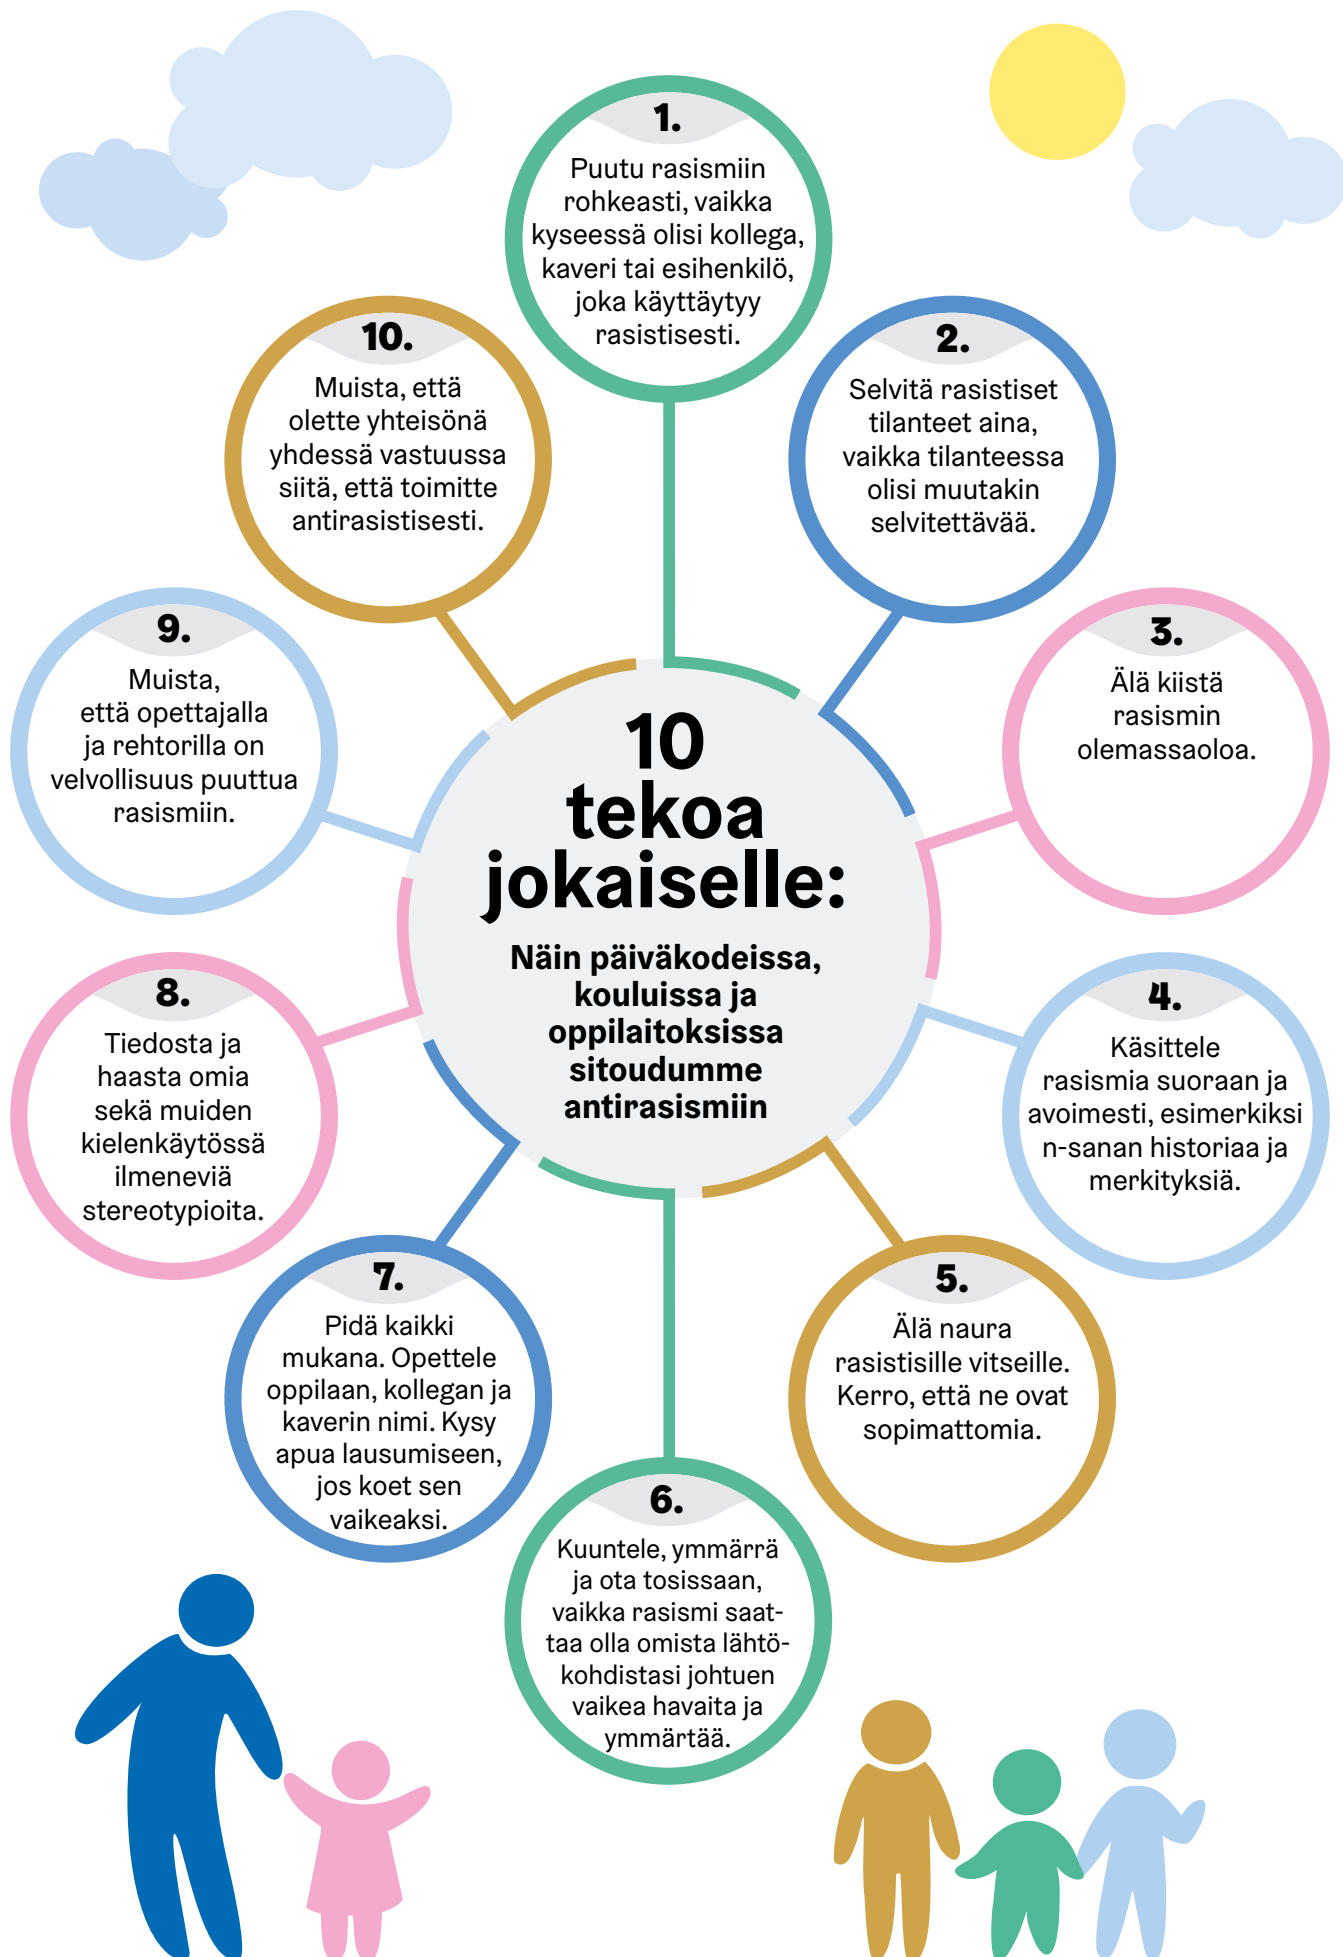 10
tekoa
jokaiselle:
Näin päiväkodeissa,
kouluissa ja
oppilaitoksissa
sitoudumme
antirasismiin
1.
Puutu rasismiin
rohkeasti, vaikka
kyseessä olisi kollega,
kaveri tai esihenkilö,
joka käyttäytyy
rasistisesti.
2.
Selvitä rasistiset
tilanteet aina,
vaikka tilanteessa
olisi muutakin
selvitettävää.
3.
Älä kiistä
rasismin
olemassaoloa.
4.
Käsittele
rasismia suoraan ja
avoimesti, esimerkiksi
n-sanan historiaa ja
merkityksiä.
5.
Älä naura
rasistisille vitseille.
Kerro, että ne ovat
sopimattomia.
6.
Kuuntele, ymmärrä
ja ota tosissaan,
vaikka rasismi saat-
taa olla omista lähtö-
kohdistasi johtuen
vaikea havaita ja
ymmärtää.
7.
Pidä kaikki
mukana. Opettele
oppilaan, kollegan ja
kaverin nimi. Kysy
apua lausumiseen,
jos koet sen
vaikeaksi.
8.
Tiedosta ja
haasta omia
sekä muiden
kielenkäytössä
ilmeneviä
stereotypioita.
9.
Muista,
että opettajalla
ja rehtorilla on
velvollisuus puuttua
rasismiin.
10.
Muista, että
olette yhteisönä
yhdessä vastuussa
siitä, että toimitte
antirasistisesti.